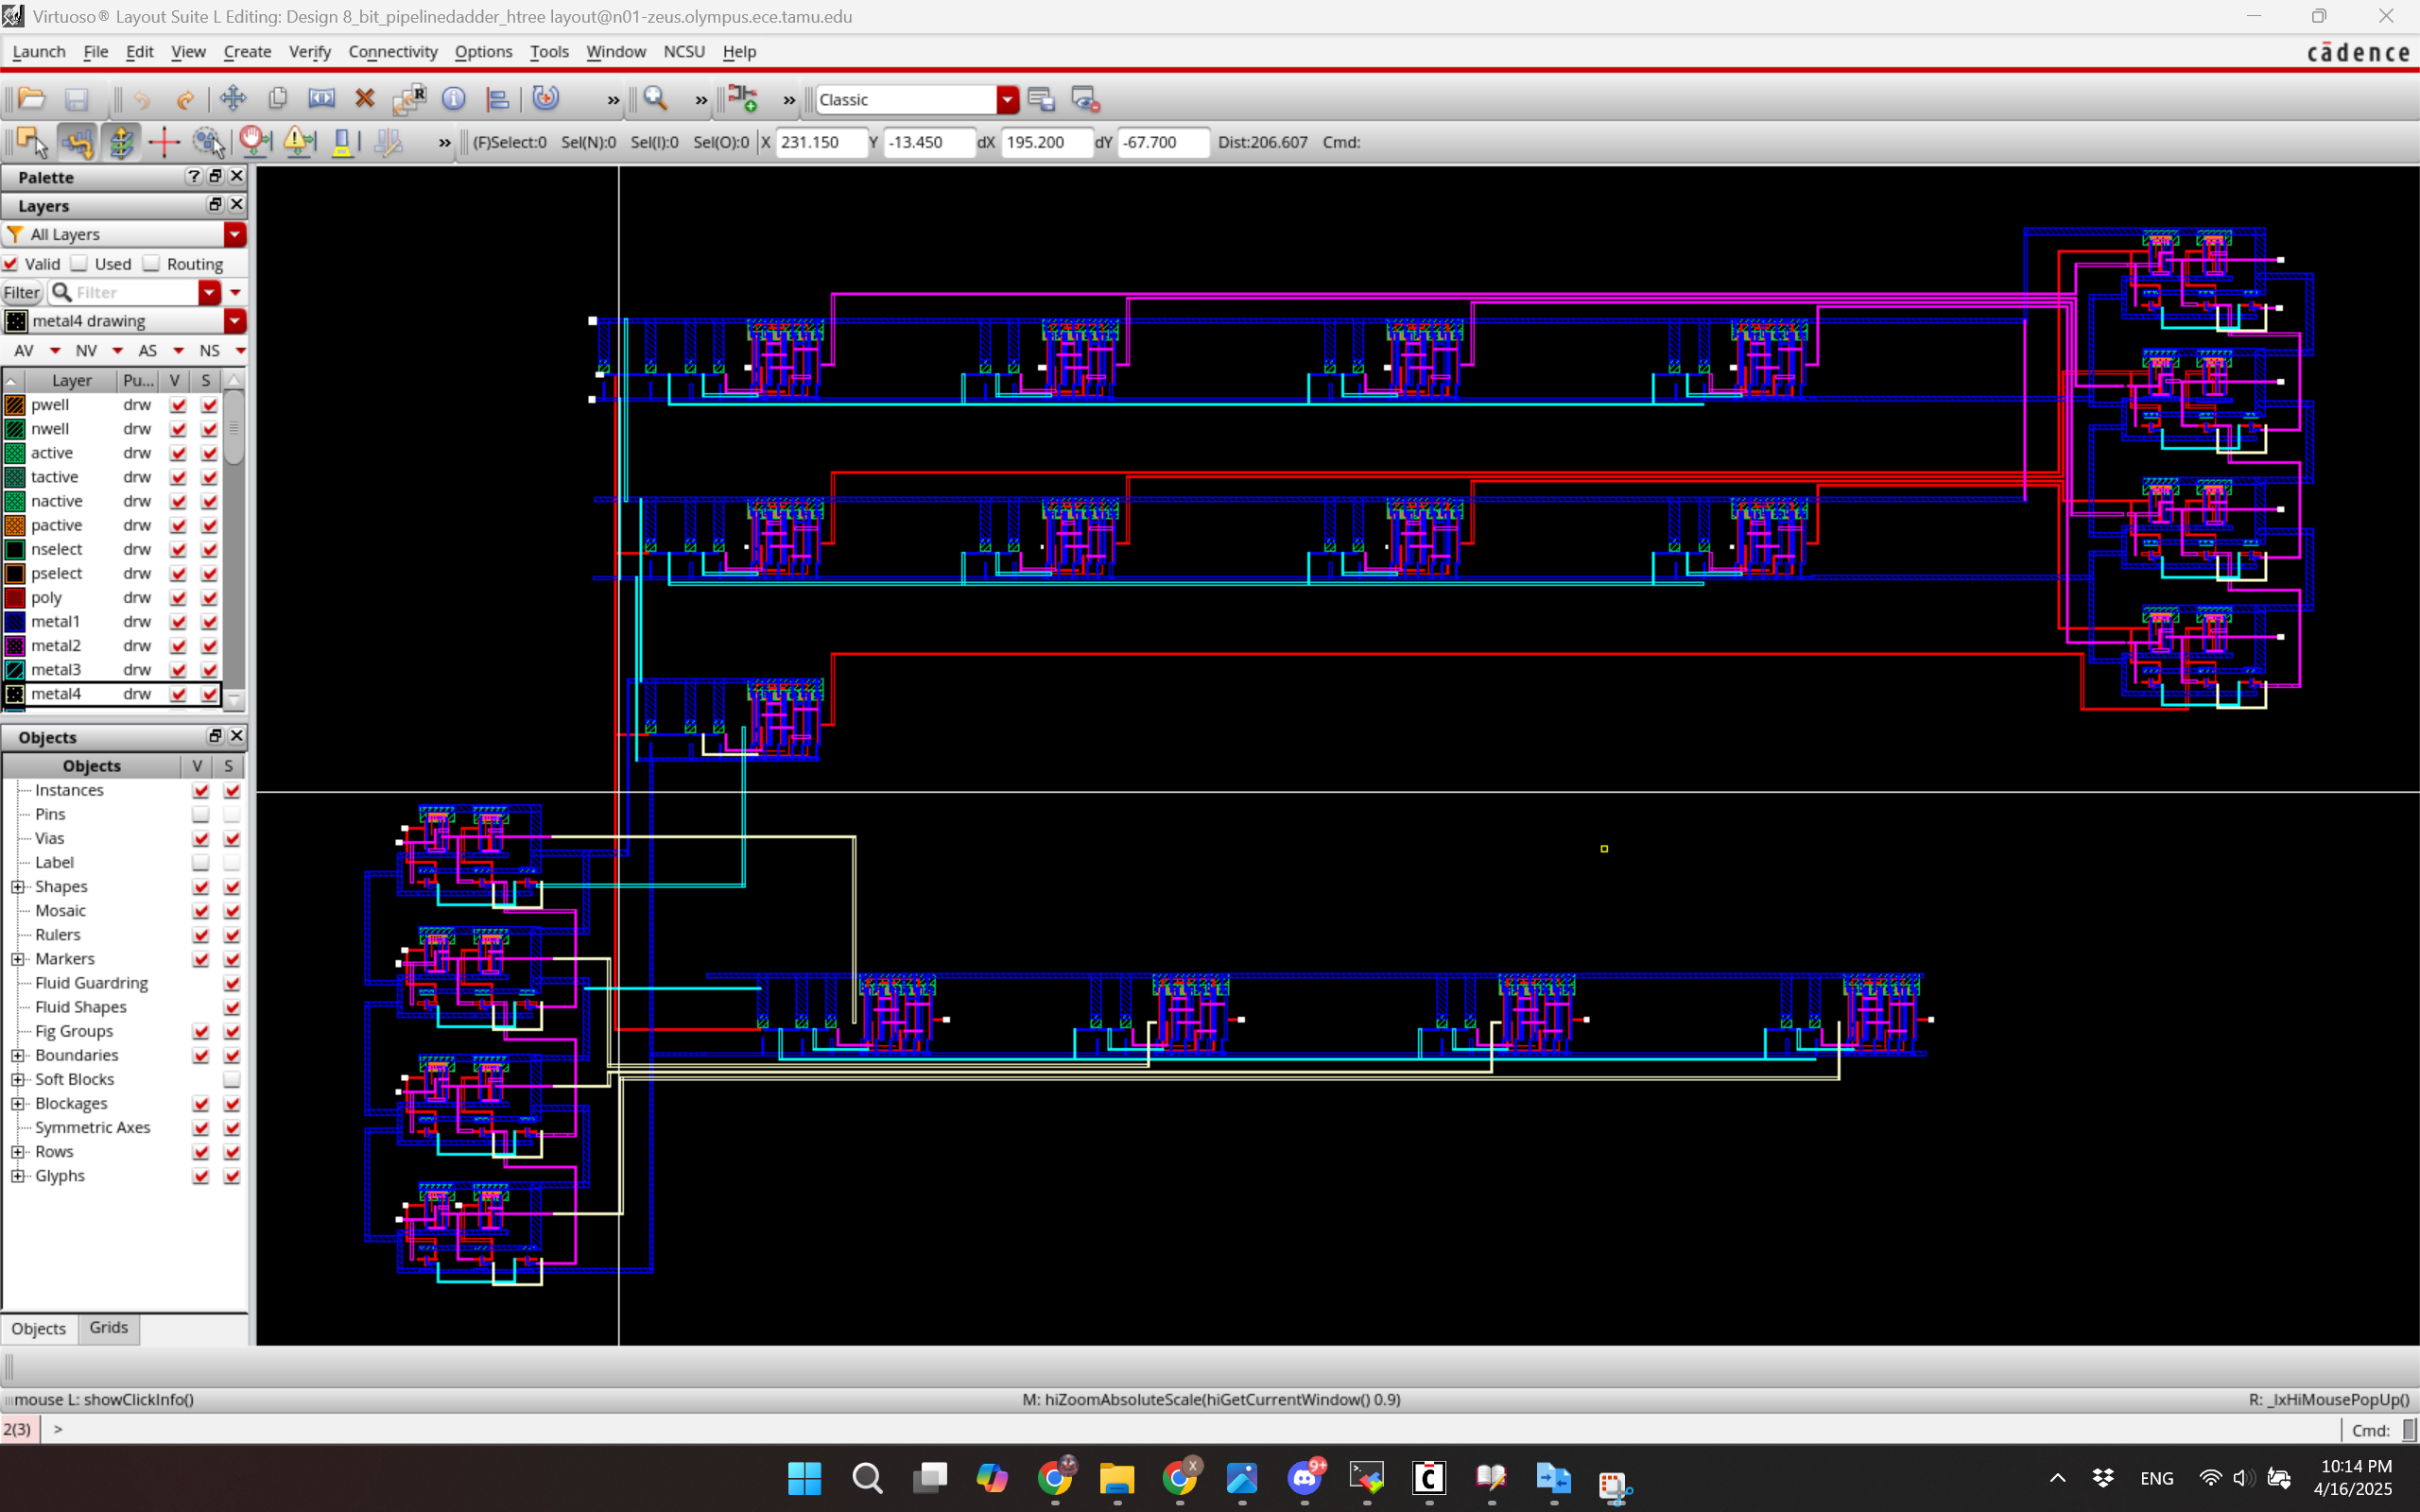 Virtuoso® Layout Suite L Editing: Design 8_bit_pipelinedadder_htree layout@n01-zeus.olympus.ece.tamu.edu
Launch File Edit View Create Verify Connectivity Options Tools Window NCSU Help cādence
R » » » Classic
» (F)Select:0 Sel(N):0 Sel(I):0 Sel(O):0 X 231.150 Y -13.450 dX 195.200 dY -67.700 Dist:206.607 Cmd:
Palette ?
Layers
All Layers
Valid Used Routing
Filter Filter
metal4 drawing
AV NV AS NS
Layer Pu... V S
pwell drw
nwell drw
active drw
tactive drw
nactive drw
pactive drw
nselect drw
pselect drw
poly drw
metal1 drw
metal2 drw
metal3 drw
metal4 drw
Objects
Objects V S
Instances
Pins
Vias
Label
Shapes
Mosaic
Rulers
Markers
Fluid Guardring
Fluid Shapes
Fig Groups
Boundaries
Soft Blocks
Blockages
Symmetric Axes
Rows
Glyphs
Objects Grids
mouse L: showClickInfo() M: hiZoomAbsoluteScale(hiGetCurrentWindow() 0.9) R: _lxHiMousePopUp()
2(3) > Cmd:
X 9+ C ENG 10:14 PM
4/16/2025